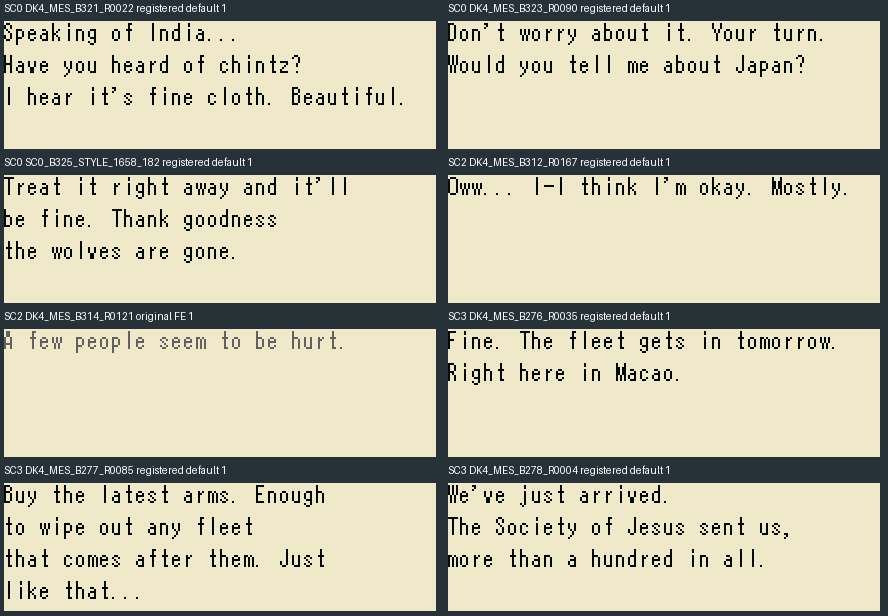 SC0 DK4_MES_B321_R0022 registered default 1
Speaking of India...
Have you heard of chintz?
I hear it's fine cloth. Beautiful.
SC0 DK4_MES_B323_R0090 registered default 1
Don't worry about it. Your turn.
Would you tell me about Japan?
SC0 SC0_B325_STYLE_1658_182 registered default 1
Treat it right away and it'll
be fine. Thank goodness
the wolves are gone.
SC2 DK4_MES_B312_R0167 registered default 1
Oww... I-I think I'm okay. Mostly.
SC2 DK4_MES_B314_R0121 original FE 1
A few people seem to be hurt.
SC3 DK4_MES_B276_R0035 registered default 1
Fine. The fleet gets in tomorrow.
Right here in Macao.
SC3 DK4_MES_B277_R0085 registered default 1
Buy the latest arms. Enough
to wipe out any fleet
that comes after them. Just
like that...
SC3 DK4_MES_B278_R0004 registered default 1
We've just arrived.
The Society of Jesus sent us,
more than a hundred in all.